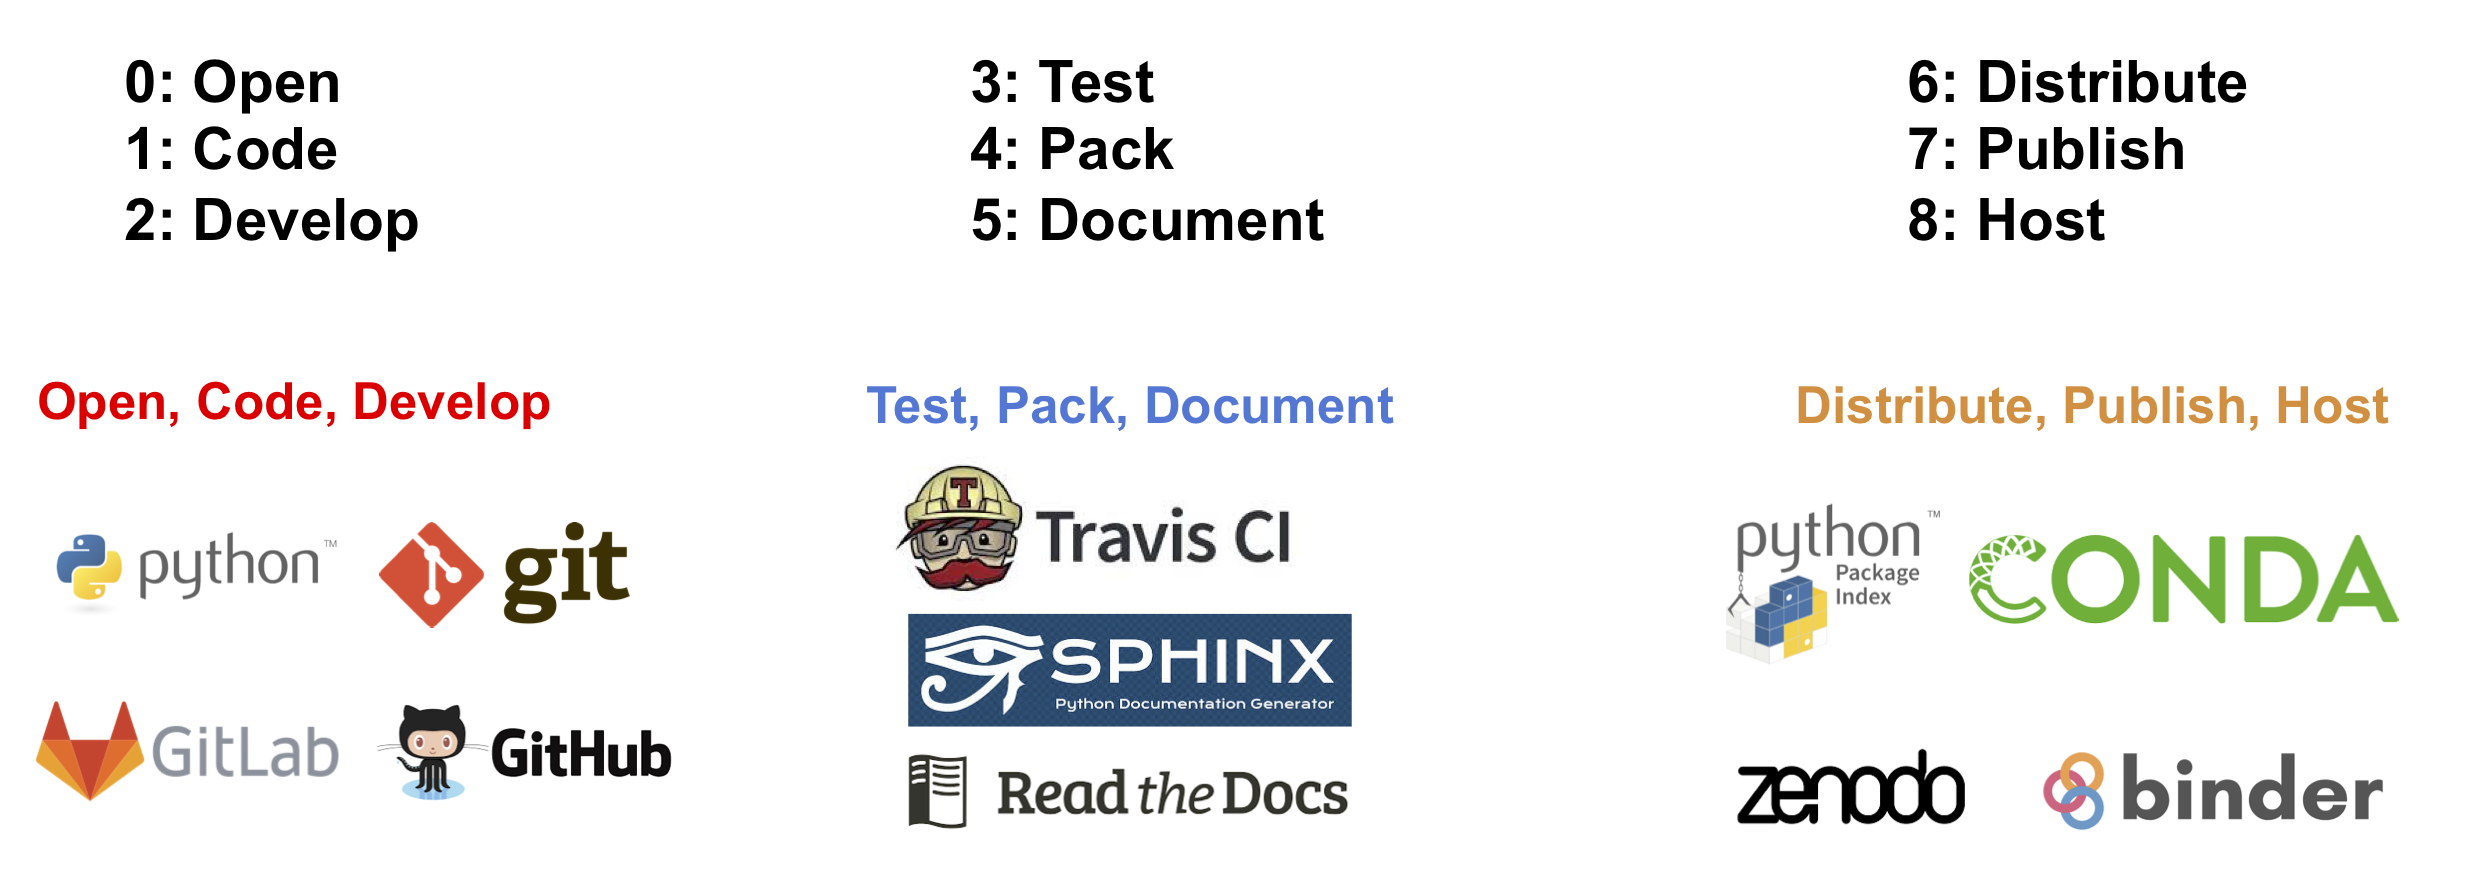 0: Open
1: Code
2: Develop
3: Test
4: Pack
5: Document
6: Distribute
7: Publish
8: Host
Open, Code, Develop
python™
git
GitLab
GitHub
Test, Pack, Document
T
Travis CI
SPHINX
Python Documentation Generator
Read the Docs
Distribute, Publish, Host
python™
Package
Index
CONDA
zenodo
binder